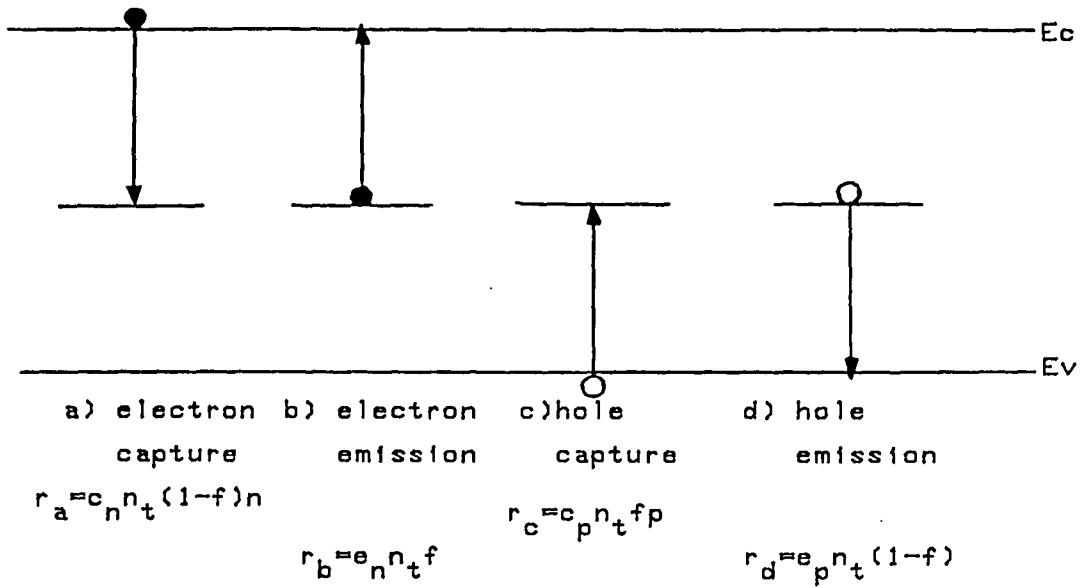 Ec
Ev
a) electron b) electron c)hole d) hole
capture emission capture emission
r_a=c_n n_t(1-f)n
r_c=c_p n_t fp
r_b=e_n n_t f
r_d=e_p n_t(1-f)